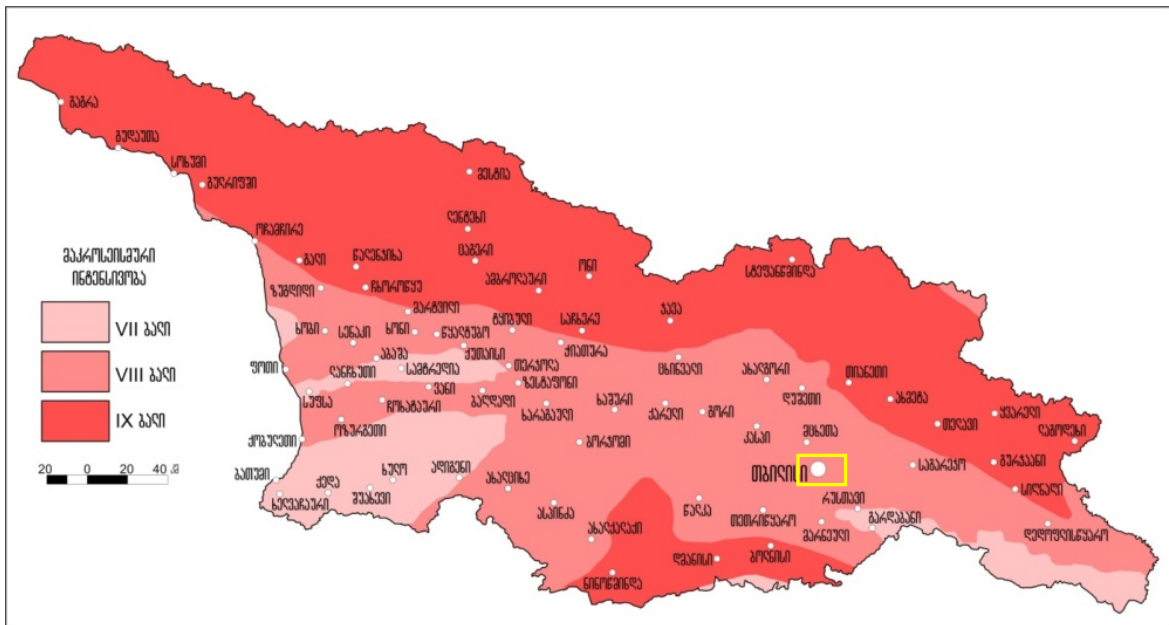 გაგრა
გუდაუთა
სოხუმი
გულრიფში
მესტია
ლენტეხი
ოჩამჩირე
ცაგერი
გალი
წალენჯიხა
ონი
სტეფანწმინდა
მაკროსეისმური
ინტენსივობა
ზუგდიდი
ჩხოროწყუ
ამბროლაური
მარტვილი
ტყიბული
საჩხერე
ჯავა
VII ბალი
ხობი
სენაკი
ხონი
წყალტუბო
ქუთაისი
ჭიათურა
ცხინვალი
ფოთი
აბაშა
სამტრედია
თერჯოლა
ახალგორი
თიანეთი
VIII ბალი
ლანჩხუთი
ვანი
ზესტაფონი
დუშეთი
ახმეტა
სუფსა
ჩოხატაური
ბაღდადი
ხარაგაული
ხაშური
ქარელი
გორი
ყვარელი
IX ბალი
ოზურგეთი
კასპი
მცხეთა
თელავი
ლაგოდეხი
ქობულეთი
ბორჯომი
20 0 20 40 კმ
ბათუმი
ხულო
ადიგენი
თბილისი
საგარეჯო
გურჯაანი
ქედა
შუახევი
ახალციხე
სიღნაღი
ხელვაჩაური
ასპინძა
წალკა
თეთრიწყარო
რუსთავი
გარდაბანი
მარნეული
დედოფლისწყარო
ახალქალაქი
დმანისი
ბოლნისი
ნინოწმინდა